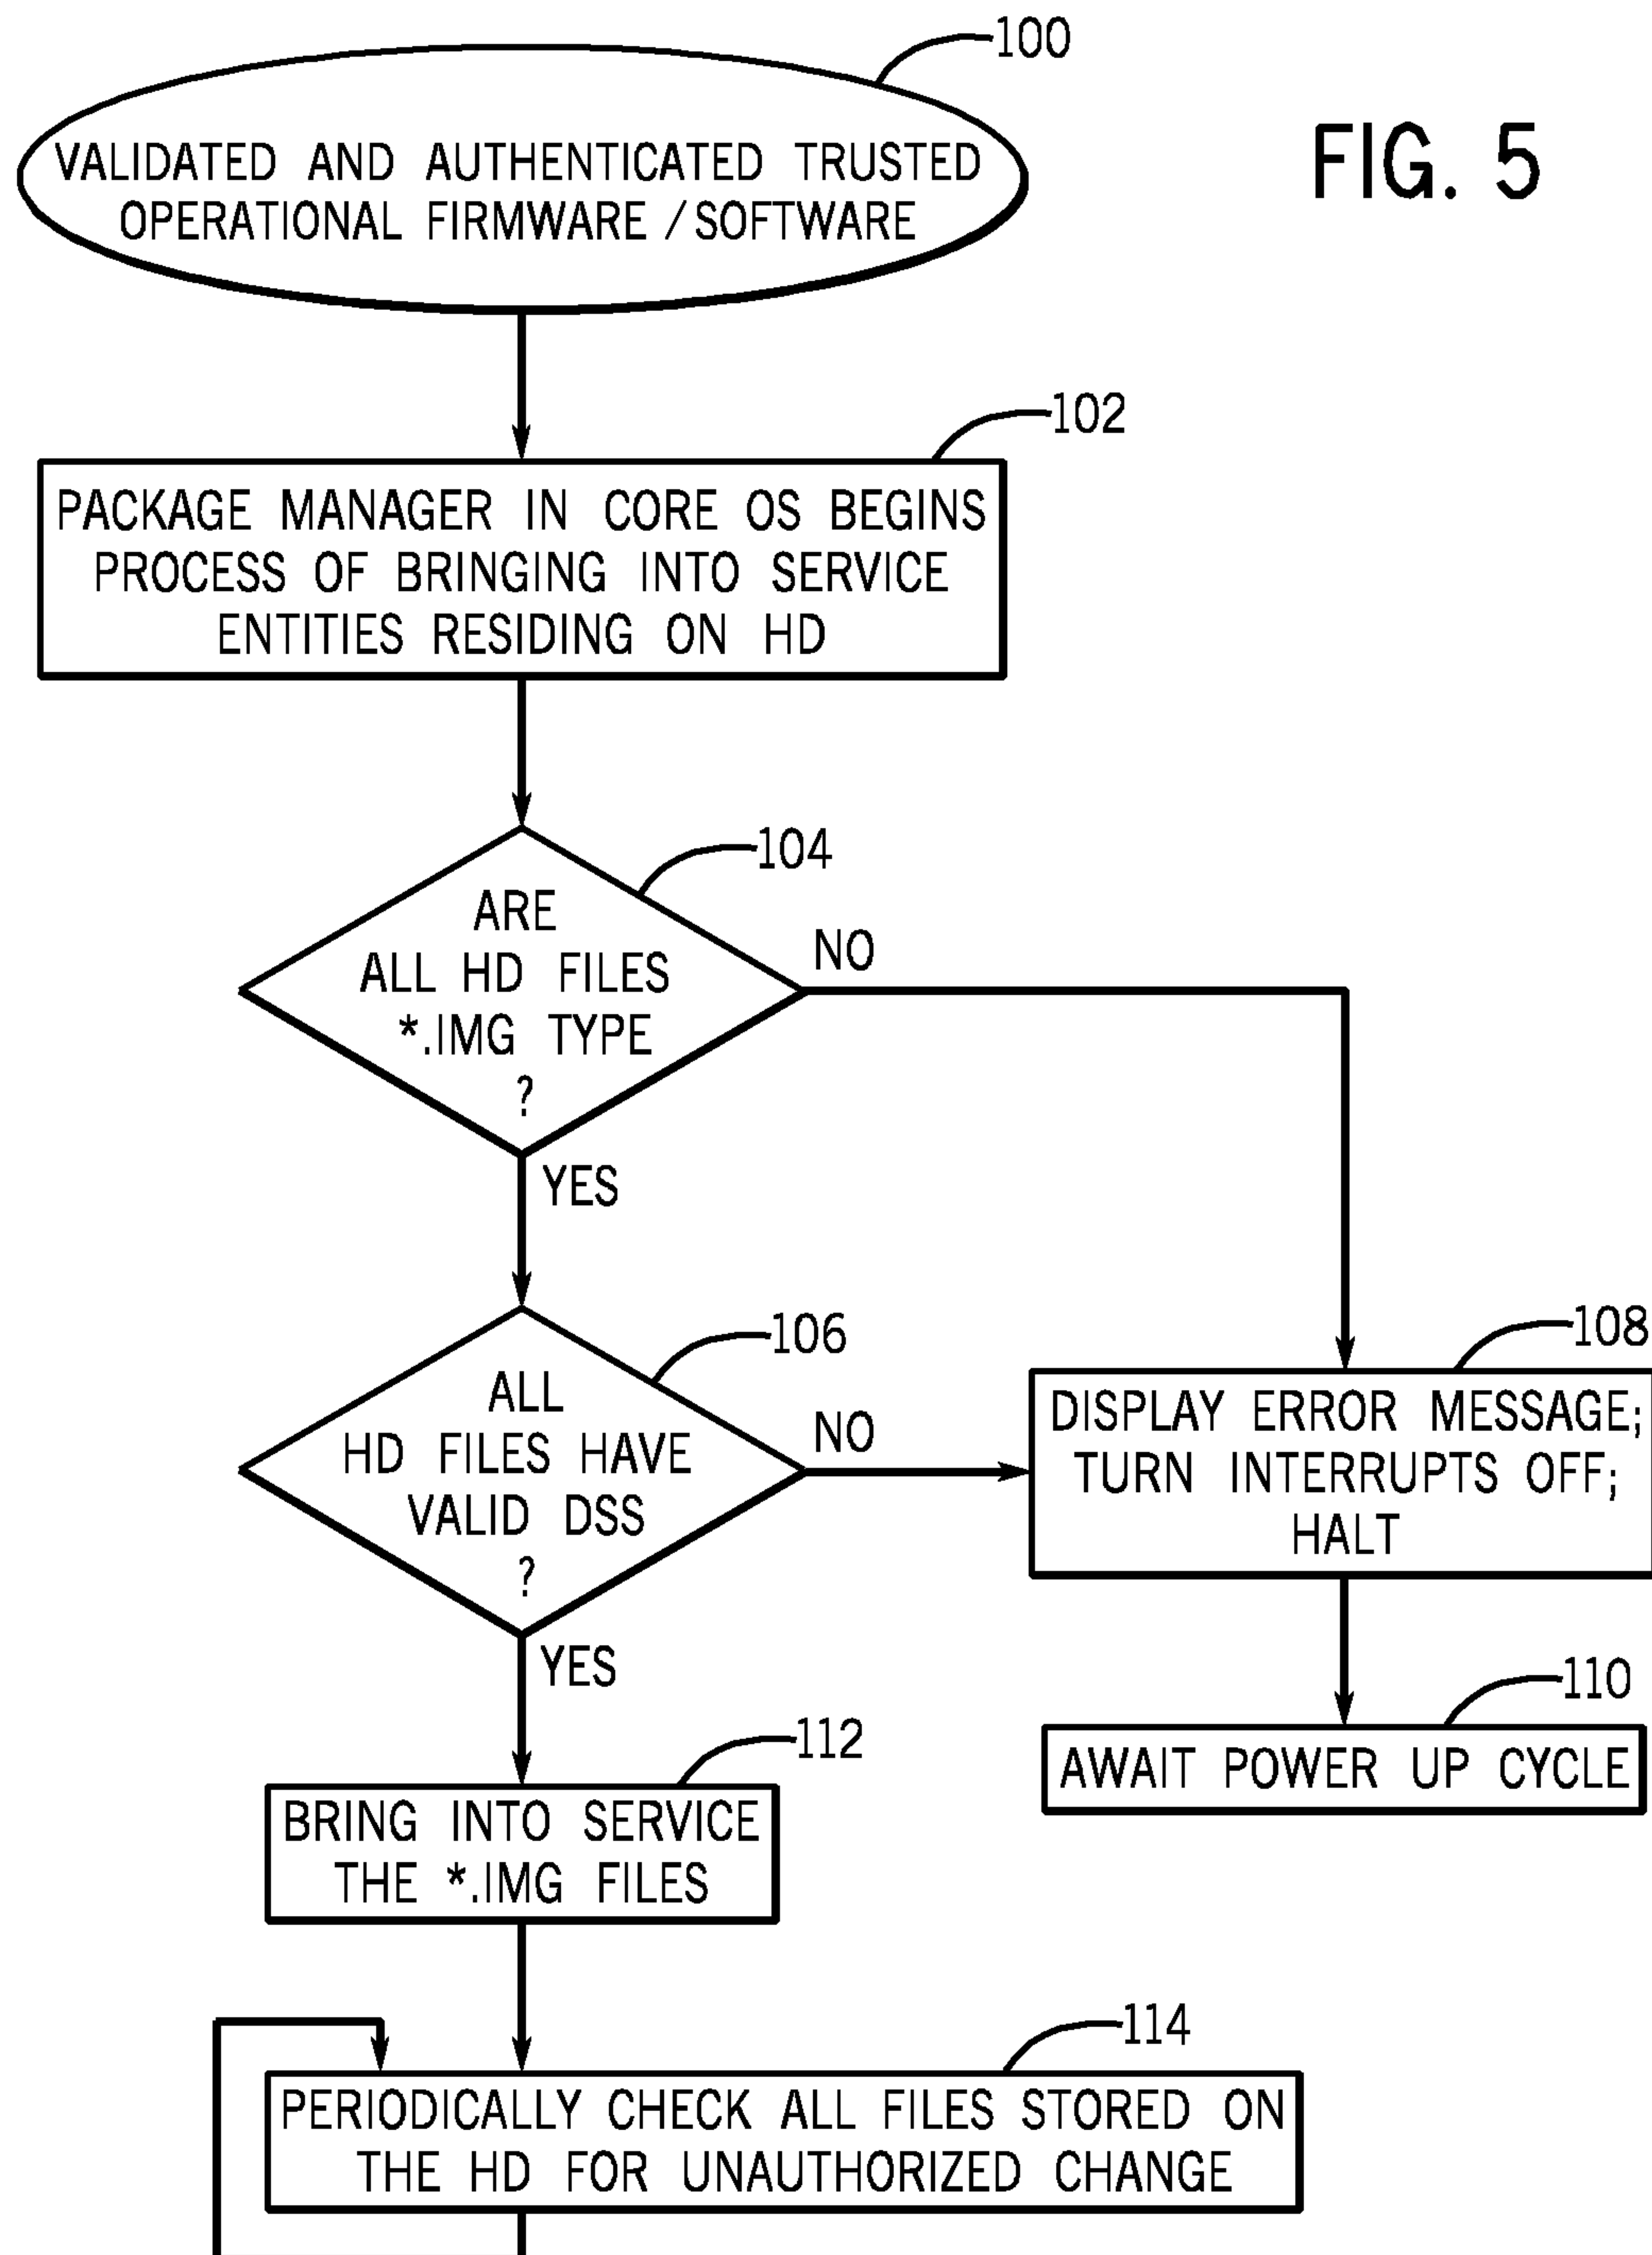 100
FIG. 5
VALIDATED AND AUTHENTICATED TRUSTED
OPERATIONAL FIRMWARE /SOFTWARE
102
PACKAGE MANAGER IN CORE OS BEGINS
PROCESS OF BRINGING INTO SERVICE
ENTITIES RESIDING ON HD
104
ARE
ALL HD FILES
*.IMG TYPE
?
NO
YES
106
ALL
HD FILES HAVE
VALID DSS
?
NO
YES
108
DISPLAY ERROR MESSAGE;
TURN INTERRUPTS OFF;
HALT
110
AWAIT POWER UP CYCLE
112
BRING INTO SERVICE
THE *.IMG FILES
114
PERIODICALLY CHECK ALL FILES STORED ON
THE HD FOR UNAUTHORIZED CHANGE